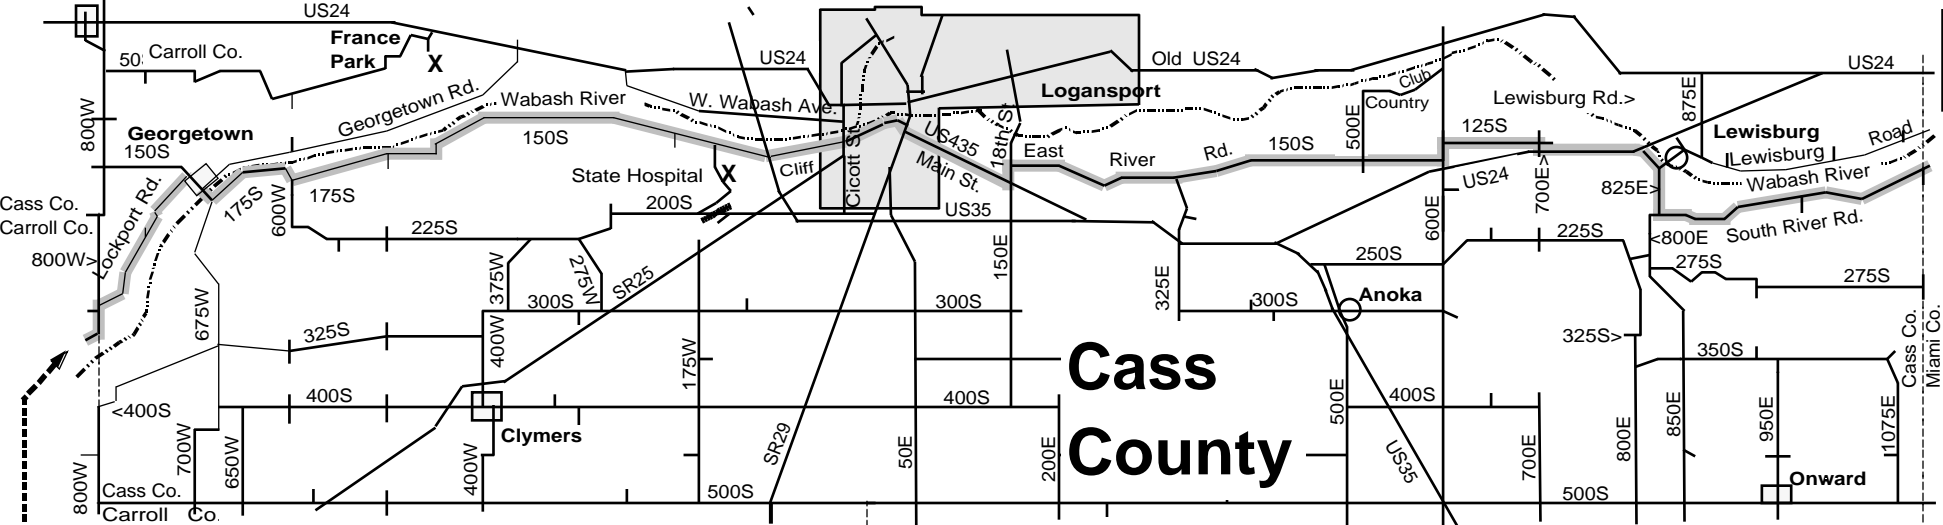 US24
France
Park
X
50
Carroll Co.
800W
Georgetown
150S
Georgetown Rd.
Wabash River
150S
US24
W. Wabash Ave.
Old US24
Logansport
US24
Club
Country
500E
Lewisburg Rd.>
875E
Lewisburg
Lewisburg
Road
Wabash River
125S
US435
18th St.
Main St.
East
River
Rd.
150S
US24
700E>
825E>
South River Rd.
Cass Co.
Carroll Co.
800W>
Lockport Rd.
175S
600W
175S
State Hospital
X
Cliff
Cicott St.
200S
US35
225S
375W
275W
SR25
150E
325E
600E
250S
225S
<800E
275S
275S
675W
325S
300S
300S
300S
Anoka
400W
175W
Cass
County
325S>
350S
Cass Co.
Miami Co.
<400S
400S
400S
400S
Clymers
700W
650W
400W
SR29
50E
200E
500E
US35
700E
800E
850E
950E
1075E
800W
Cass Co.
Carroll Co.
500S
500S
Onward